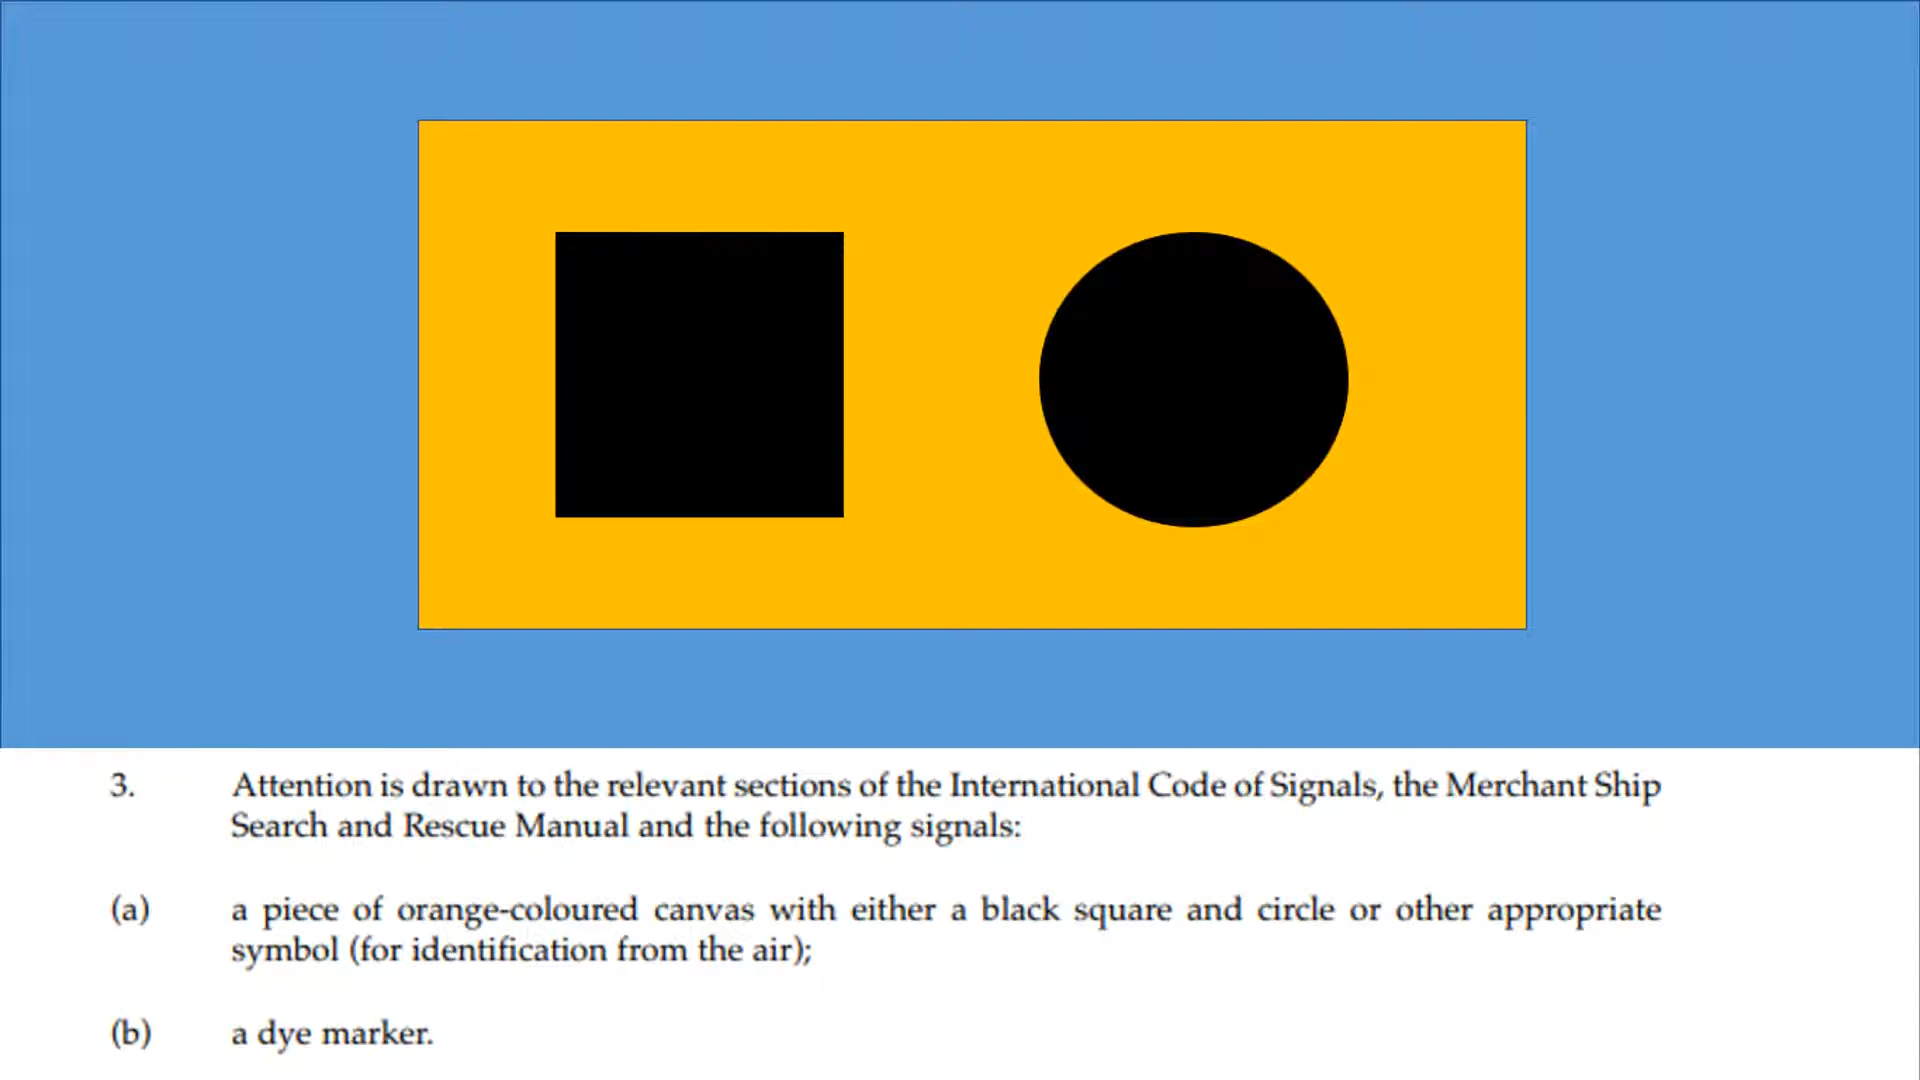 3. Attention is drawn to the relevant sections of the International Code of Signals, the Merchant Ship
Search and Rescue Manual and the following signals:
(a) a piece of orange-coloured canvas with either a black square and circle or other appropriate
symbol (for identification from the air);
(b) a dye marker.